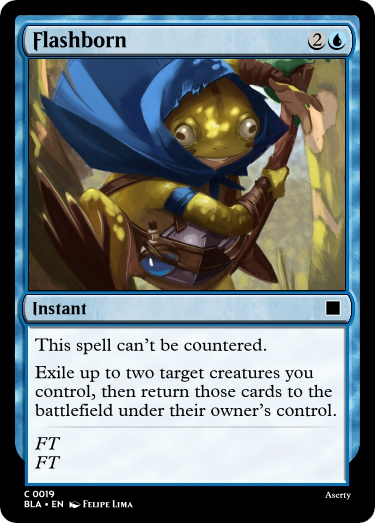 Flashborn 2
Instant
This spell can't be countered.
Exile up to two target creatures you
control, then return those cards to the
battlefield under their owner's control.
FT
FT
C 0019
BLA • EN Felipe Lima
Aserty